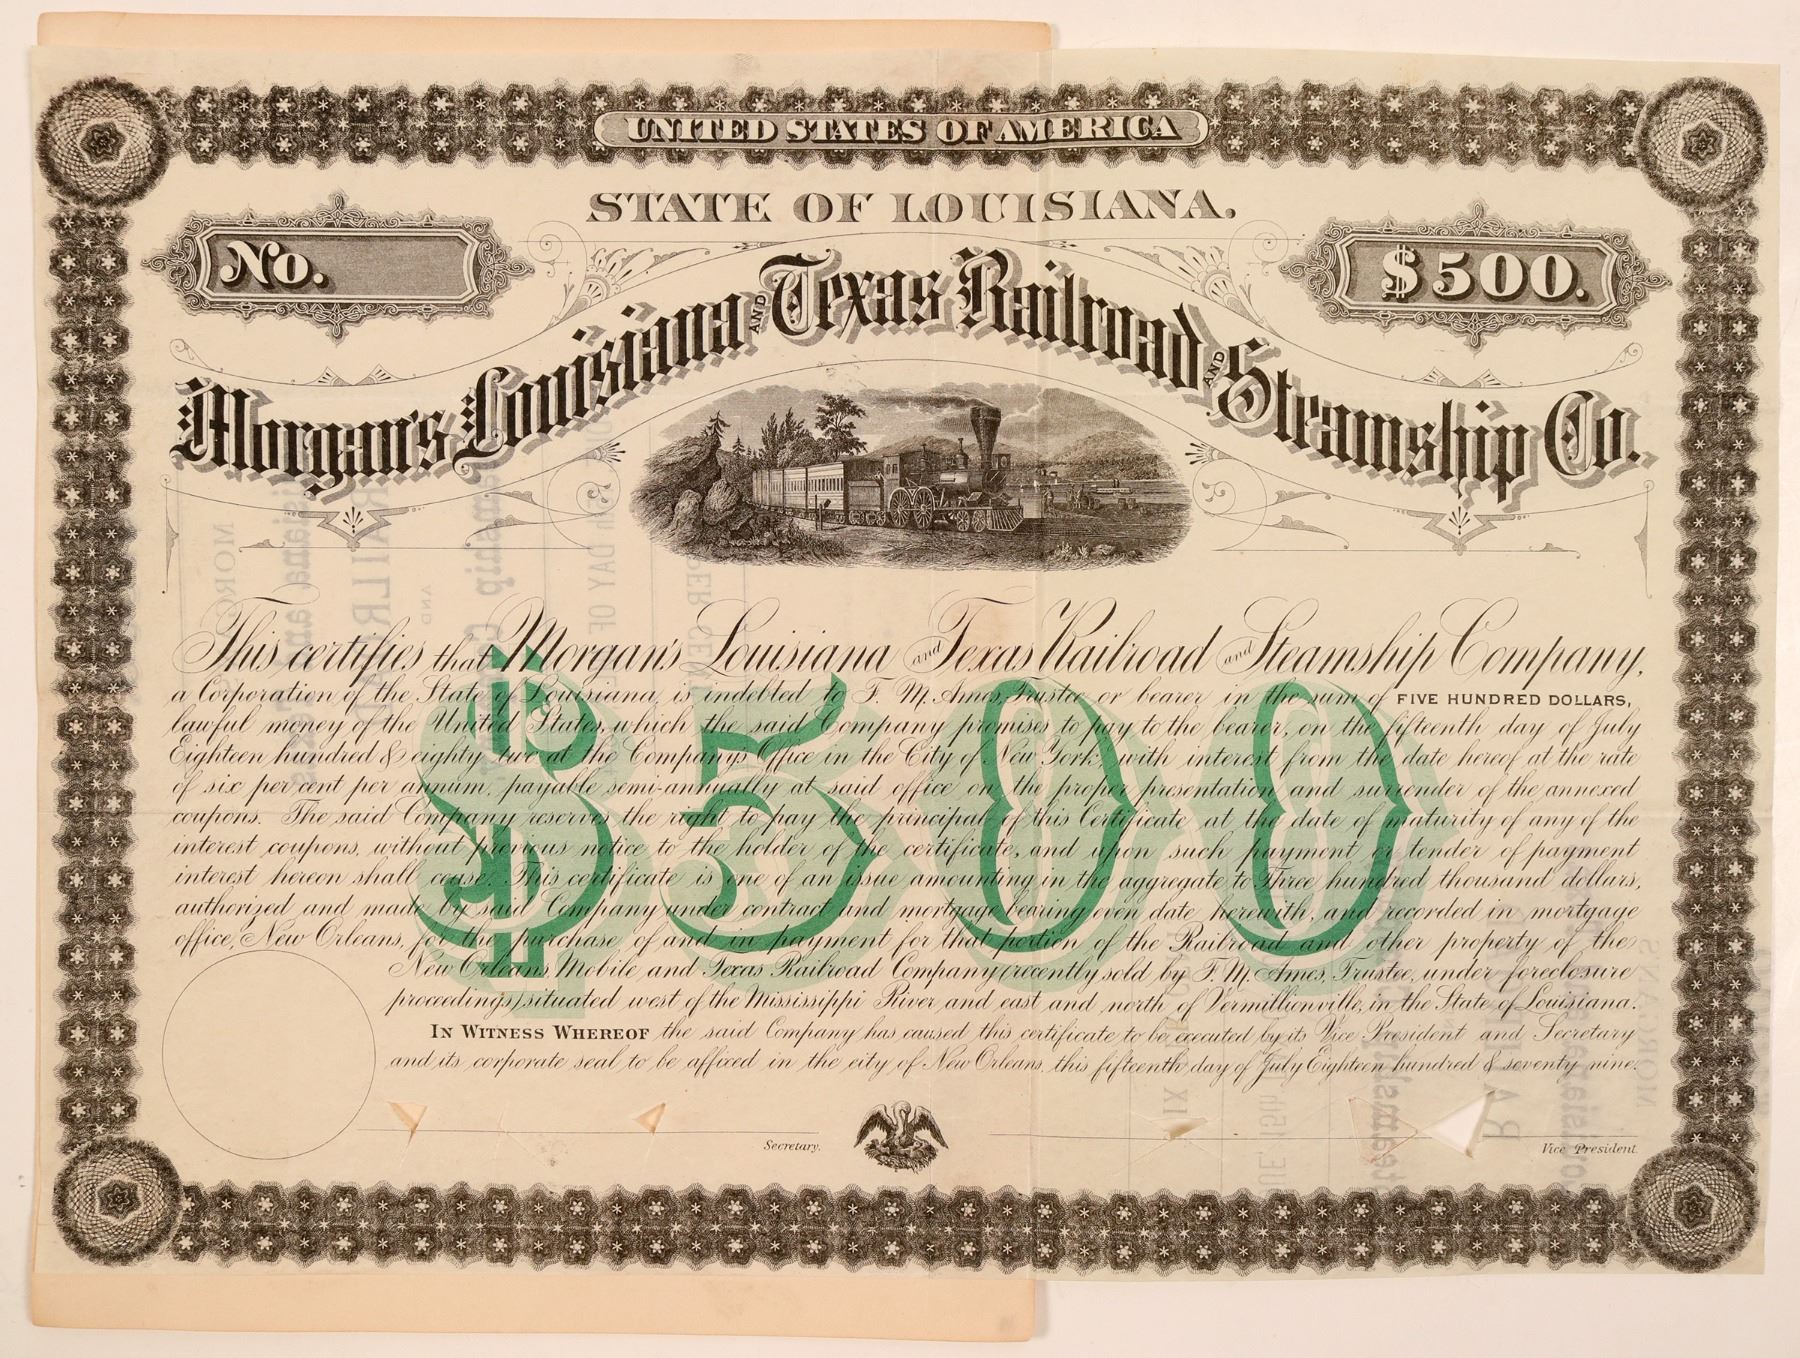 UNITED STATES OF AMERICA
STATE OF LOUISIANA.
No.
$500.
Morgan's Louisiana AND Texas Railroad AND Steamship Co.
This certifies that Morgan's Louisiana and Texas Railroad and Steamship Company,
a Corporation of the State of Louisiana, is indebted to F. M. Ames, Trustee or bearer in the sum of FIVE HUNDRED DOLLARS,
lawful money of the United States, which the said Company promises to pay to the bearer, on the fifteenth day of July
Eighteen hundred & eighty two at the Company's Office in the City of New York, with interest from the date hereof at the rate
of six per cent per annum, payable semi-annually at said office on the proper presentation and surrender of the annexed
coupons. The said Company reserves the right to pay the principal of this Certificate at the date of maturity of any of the
interest coupons, without previous notice to the holder of the certificate, and upon such payment or tender of payment
interest hereon shall cease. This certificate is one of an issue amounting in the aggregate to Three hundred thousand dollars,
authorized and made by said Company under contract and mortgage bearing even date herewith, and recorded in mortgage
office, New Orleans, for the purchase of and in payment for that portion of the Railroad and other property of the
New Orleans, Mobile and Texas Railroad Company (recently sold by F. M. Ames, Trustee, under foreclosure
proceedings) situated west of the Mississippi River and east and north of Vermillionville, in the State of Louisiana.
$500
IN WITNESS WHEREOF the said Company has caused this certificate to be executed by its Vice President and Secretary
and its corporate seal to be affixed in the city of New Orleans, this fifteenth day of July Eighteen hundred & seventy nine.
Secretary.
Vice President.